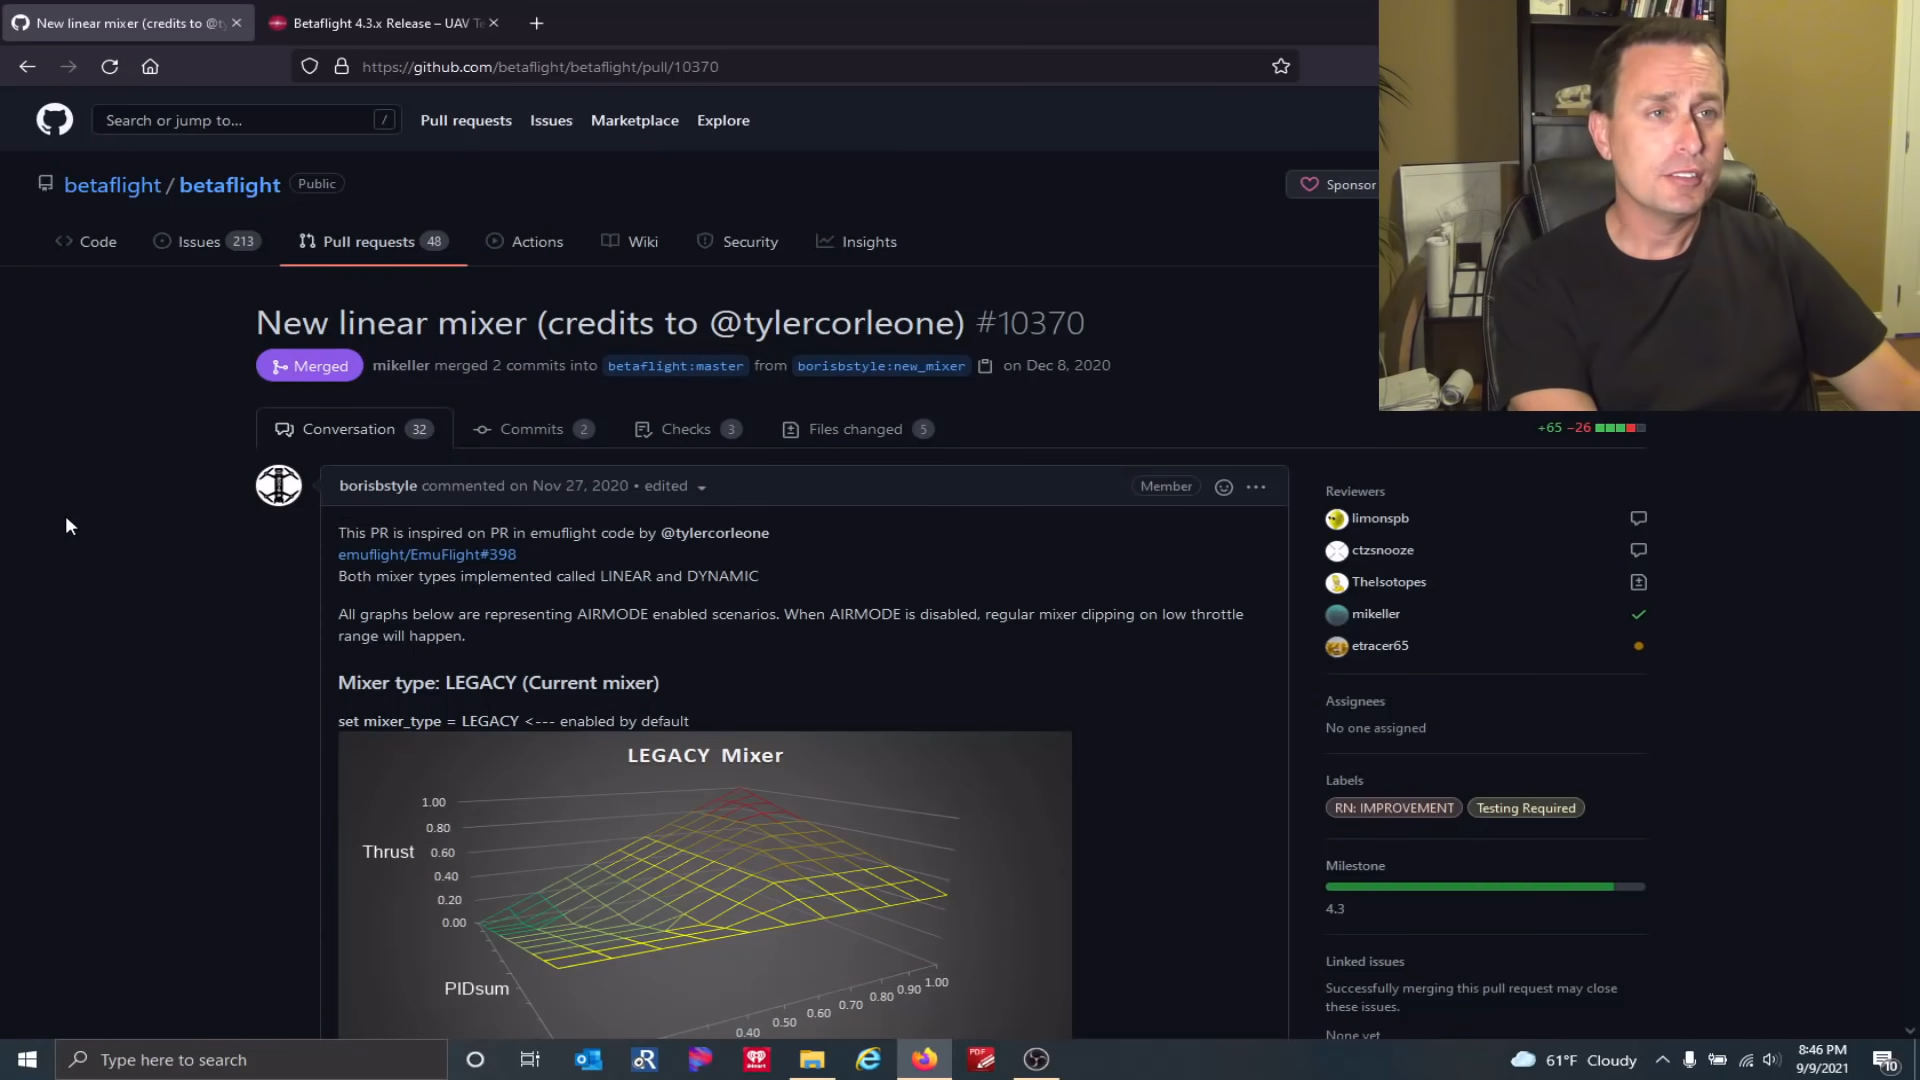 New linear mixer (credits to @ty
Betaflight 4.3.x Release – UAV Te
https://github.com/betaflight/betaflight/pull/10370
Search or jump to... /
Pull requests Issues Marketplace Explore
betaflight / betaflight Public
Sponsor
Code Issues 213 Pull requests 48 Actions Wiki Security Insights
New linear mixer (credits to @tylercorleone) #10370
Merged mikeller merged 2 commits into betaflight:master from borisbstyle:new_mixer on Dec 8, 2020
Conversation 32 Commits 2 Checks 3 Files changed 5
+65 −26
borisbstyle commented on Nov 27, 2020 • edited
Member
This PR is inspired on PR in emuflight code by @tylercorleone
emuflight/EmuFlight#398
Both mixer types implemented called LINEAR and DYNAMIC
All graphs below are representing AIRMODE enabled scenarios. When AIRMODE is disabled, regular mixer clipping on low throttle
range will happen.
Mixer type: LEGACY (Current mixer)
set mixer_type = LEGACY <--- enabled by default
LEGACY Mixer
1.00
0.80
Thrust 0.60
0.40
0.20
0.00
PIDsum
0.40 0.50 0.60 0.70 0.80 0.90 1.00
Reviewers
limonspb
ctzsnooze
TheIsotopes
mikeller
etracer65
Assignees
No one assigned
Labels
RN: IMPROVEMENT Testing Required
Milestone
4.3
Linked issues
Successfully merging this pull request may close
these issues.
None yet
Type here to search
61°F Cloudy
8:46 PM
9/9/2021
10